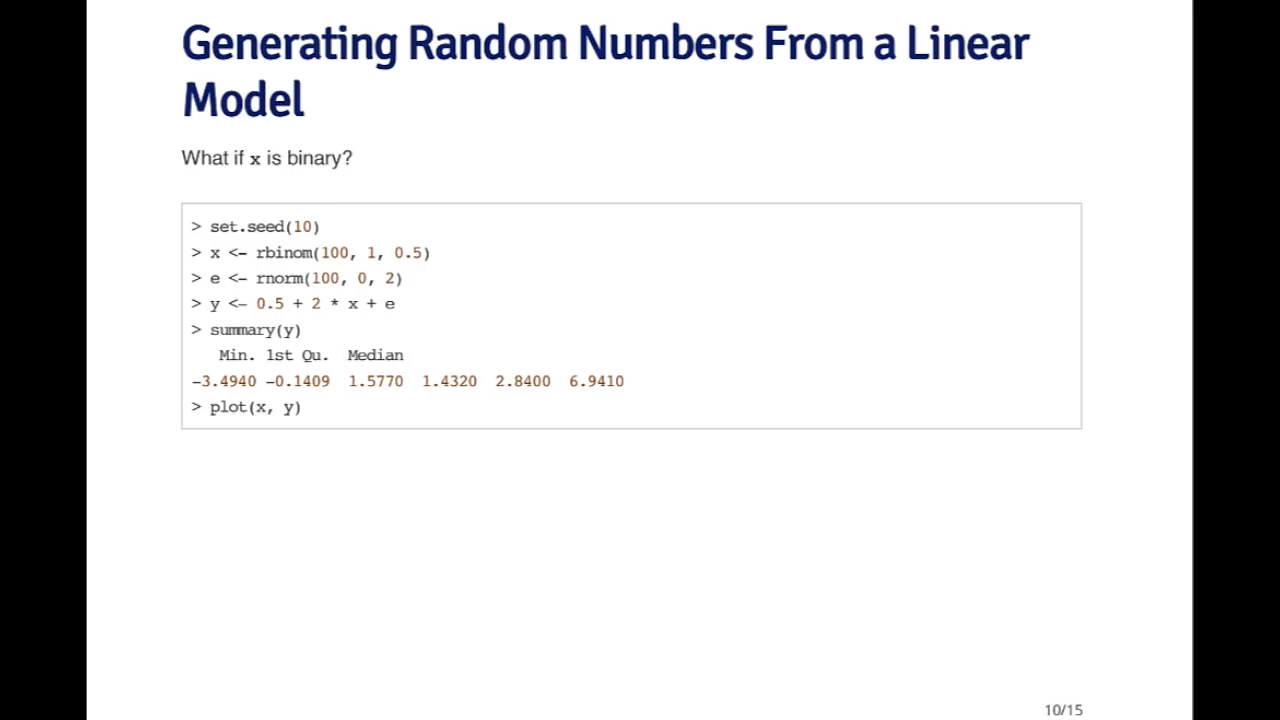 Generating Random Numbers From a Linear
Model
What if x is binary?
> set.seed(10)
> x <- rbinom(100, 1, 0.5)
> e <- rnorm(100, 0, 2)
> y <- 0.5 + 2 * x + e
> summary(y)
   Min. 1st Qu.  Median
-3.4940 -0.1409  1.5770  1.4320  2.8400  6.9410
> plot(x, y)
10/15